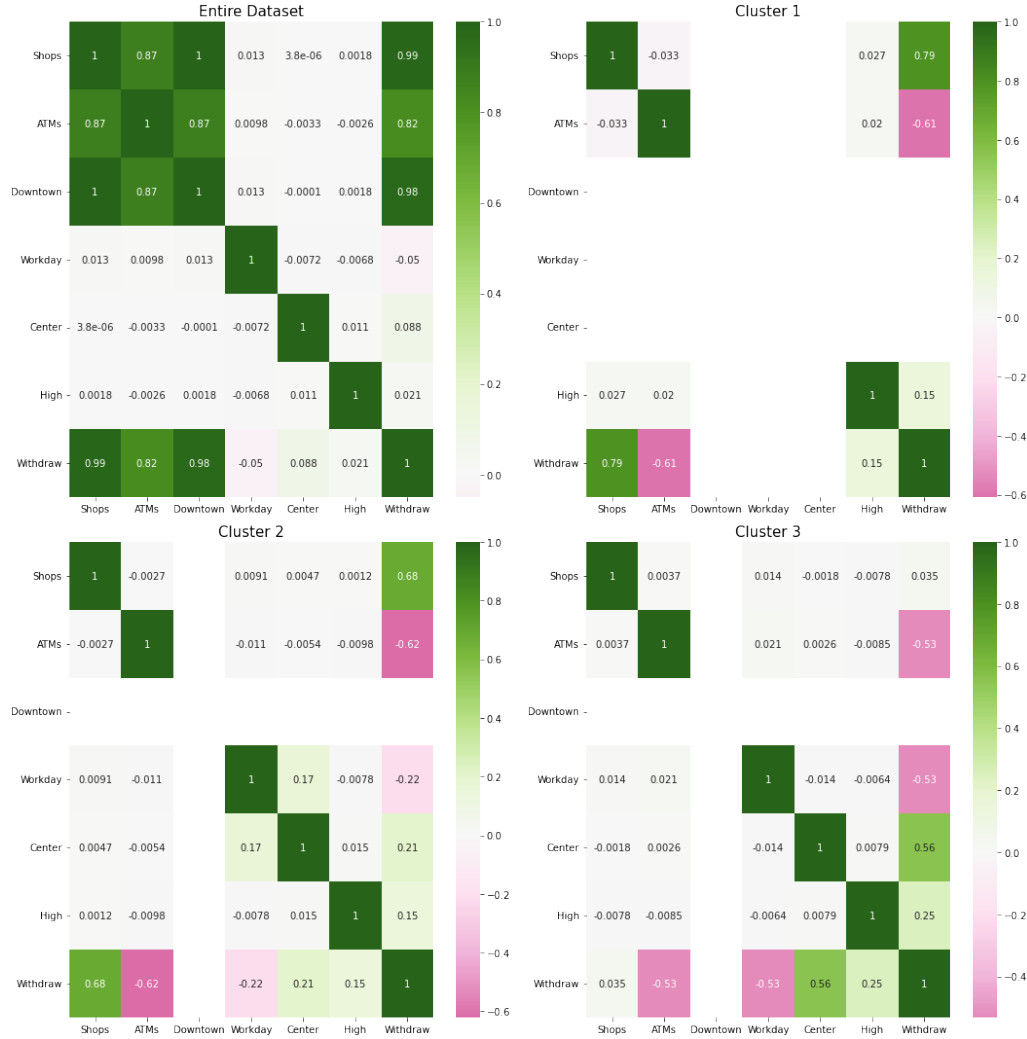 Entire Dataset
1.0
Shops 1 0.87 1 0.013 3.8e-06 0.0018 0.99
0.8
ATMs 0.87 1 0.87 0.0098 -0.0033 -0.0026 0.82
Downtown 1 0.87 1 0.013 -0.0001 0.0018 0.98
0.6
Workday 0.013 0.0098 0.013 1 -0.0072 -0.0068 -0.05
0.4
Center 3.8e-06 -0.0033 -0.0001 -0.0072 1 0.011 0.088
0.2
High 0.0018 -0.0026 0.0018 -0.0068 0.011 1 0.021
Withdraw 0.99 0.82 0.98 -0.05 0.088 0.021 1
0.0
Shops ATMs Downtown Workday Center High Withdraw
Cluster 1
1.0
Shops 1 -0.033 0.027 0.79
0.8
ATMs -0.033 1 0.02 -0.61
0.6
Downtown
0.4
Workday
0.2
0.0
Center
−0.2
High 0.027 0.02 1 0.15
−0.4
Withdraw 0.79 -0.61 0.15 1
−0.6
Shops ATMs Downtown Workday Center High Withdraw
Cluster 2
1.0
Shops 1 -0.0027 0.0091 0.0047 0.0012 0.68
0.8
ATMs -0.0027 1 -0.011 -0.0054 -0.0098 -0.62
0.6
Downtown
0.4
Workday 0.0091 -0.011 1 0.17 -0.0078 -0.22
0.2
0.0
Center 0.0047 -0.0054 0.17 1 0.015 0.21
−0.2
High 0.0012 -0.0098 -0.0078 0.015 1 0.15
−0.4
Withdraw 0.68 -0.62 -0.22 0.21 0.15 1
−0.6
Shops ATMs Downtown Workday Center High Withdraw
Cluster 3
1.0
Shops 1 0.0037 0.014 -0.0018 -0.0078 0.035
0.8
ATMs 0.0037 1 0.021 0.0026 -0.0085 -0.53
0.6
Downtown
0.4
Workday 0.014 0.021 1 -0.014 -0.0064 -0.53
0.2
Center -0.0018 0.0026 -0.014 1 0.0079 0.56
0.0
High -0.0078 -0.0085 -0.0064 0.0079 1 0.25
−0.2
Withdraw 0.035 -0.53 -0.53 0.56 0.25 1
−0.4
Shops ATMs Downtown Workday Center High Withdraw